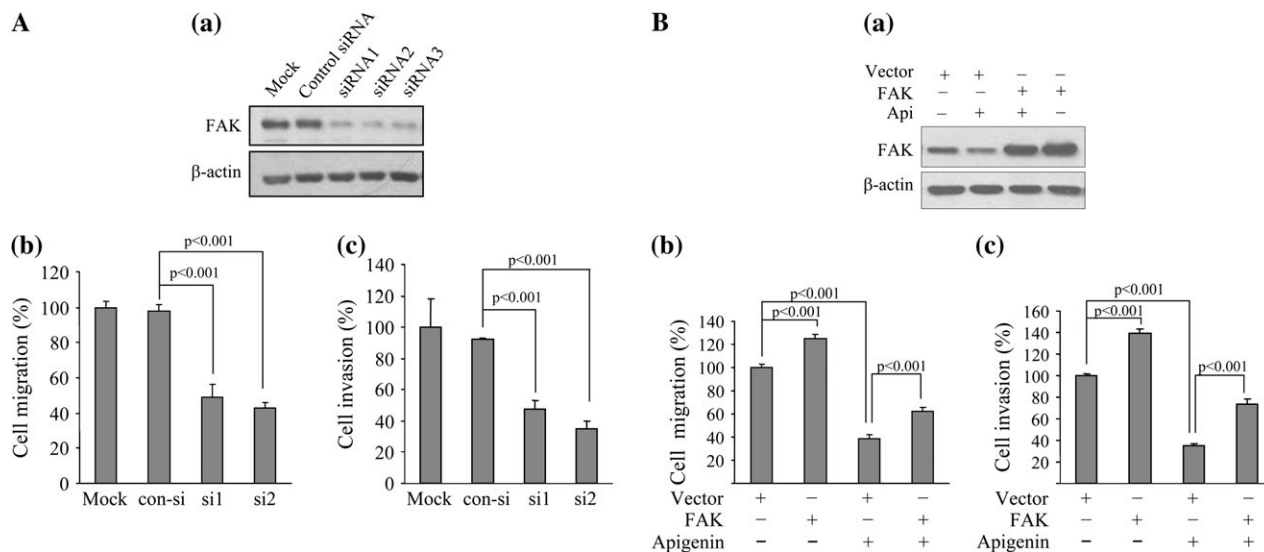 A
(a)
Mock
Control siRNA
siRNA1
siRNA2
siRNA3
FAK
β-actin
(b)
Cell migration (%)
120
100
80
60
40
20
0
p<0.001
p<0.001
Mock con-si si1 si2
(c)
Cell invasion (%)
140
120
100
80
60
40
20
0
p<0.001
p<0.001
Mock con-si si1 si2
B
(a)
Vector + + – –
FAK – – + +
Api – + + –
FAK
β-actin
(b)
Cell migration (%)
140
120
100
80
60
40
20
p<0.001
p<0.001
p<0.001
Vector + – + –
FAK – + – +
Apigenin – – + +
(c)
Cell invasion (%)
160
140
120
100
80
60
40
20
0
p<0.001
p<0.001
p<0.001
Vector + – + –
FAK – + – +
Apigenin – – + +